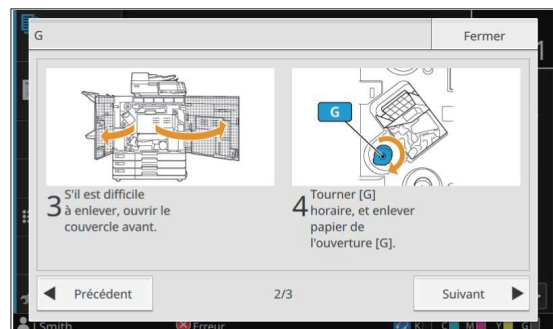 G
Fermer
1
G
3 S'il est difficile
à enlever, ouvrir le
couvercle avant.
4 Tourner [G]
horaire, et enlever
papier de
l'ouverture [G].
Précédent
2/3
Suivant
Smith
Erreur
K C M Y G